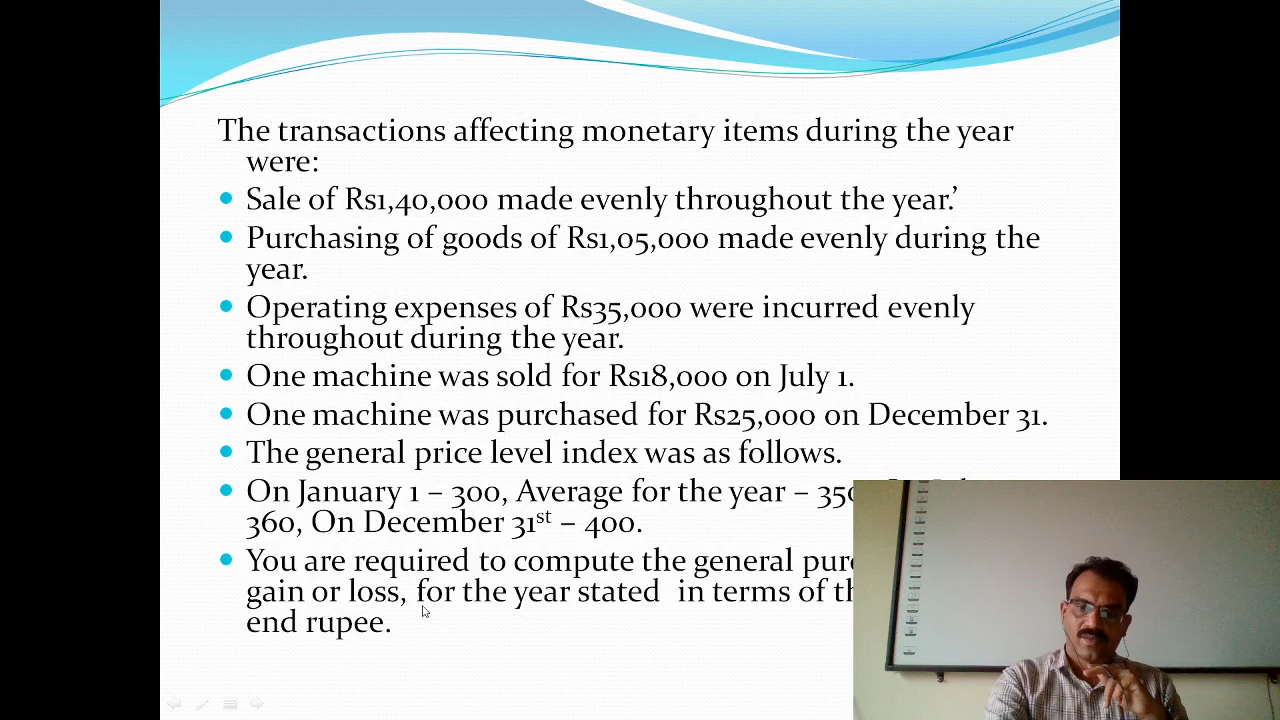 The transactions affecting monetary items during the year
were:
Sale of Rs1,40,000 made evenly throughout the year.’
Purchasing of goods of Rs1,05,000 made evenly during the
year.
Operating expenses of Rs35,000 were incurred evenly
throughout during the year.
One machine was sold for Rs18,000 on July 1.
One machine was purchased for Rs25,000 on December 31.
The general price level index was as follows.
On January 1 – 300, Average for the year –
360, On December 31st – 400.
You are required to compute the general
gain or loss, for the year stated in terms of
end rupee.